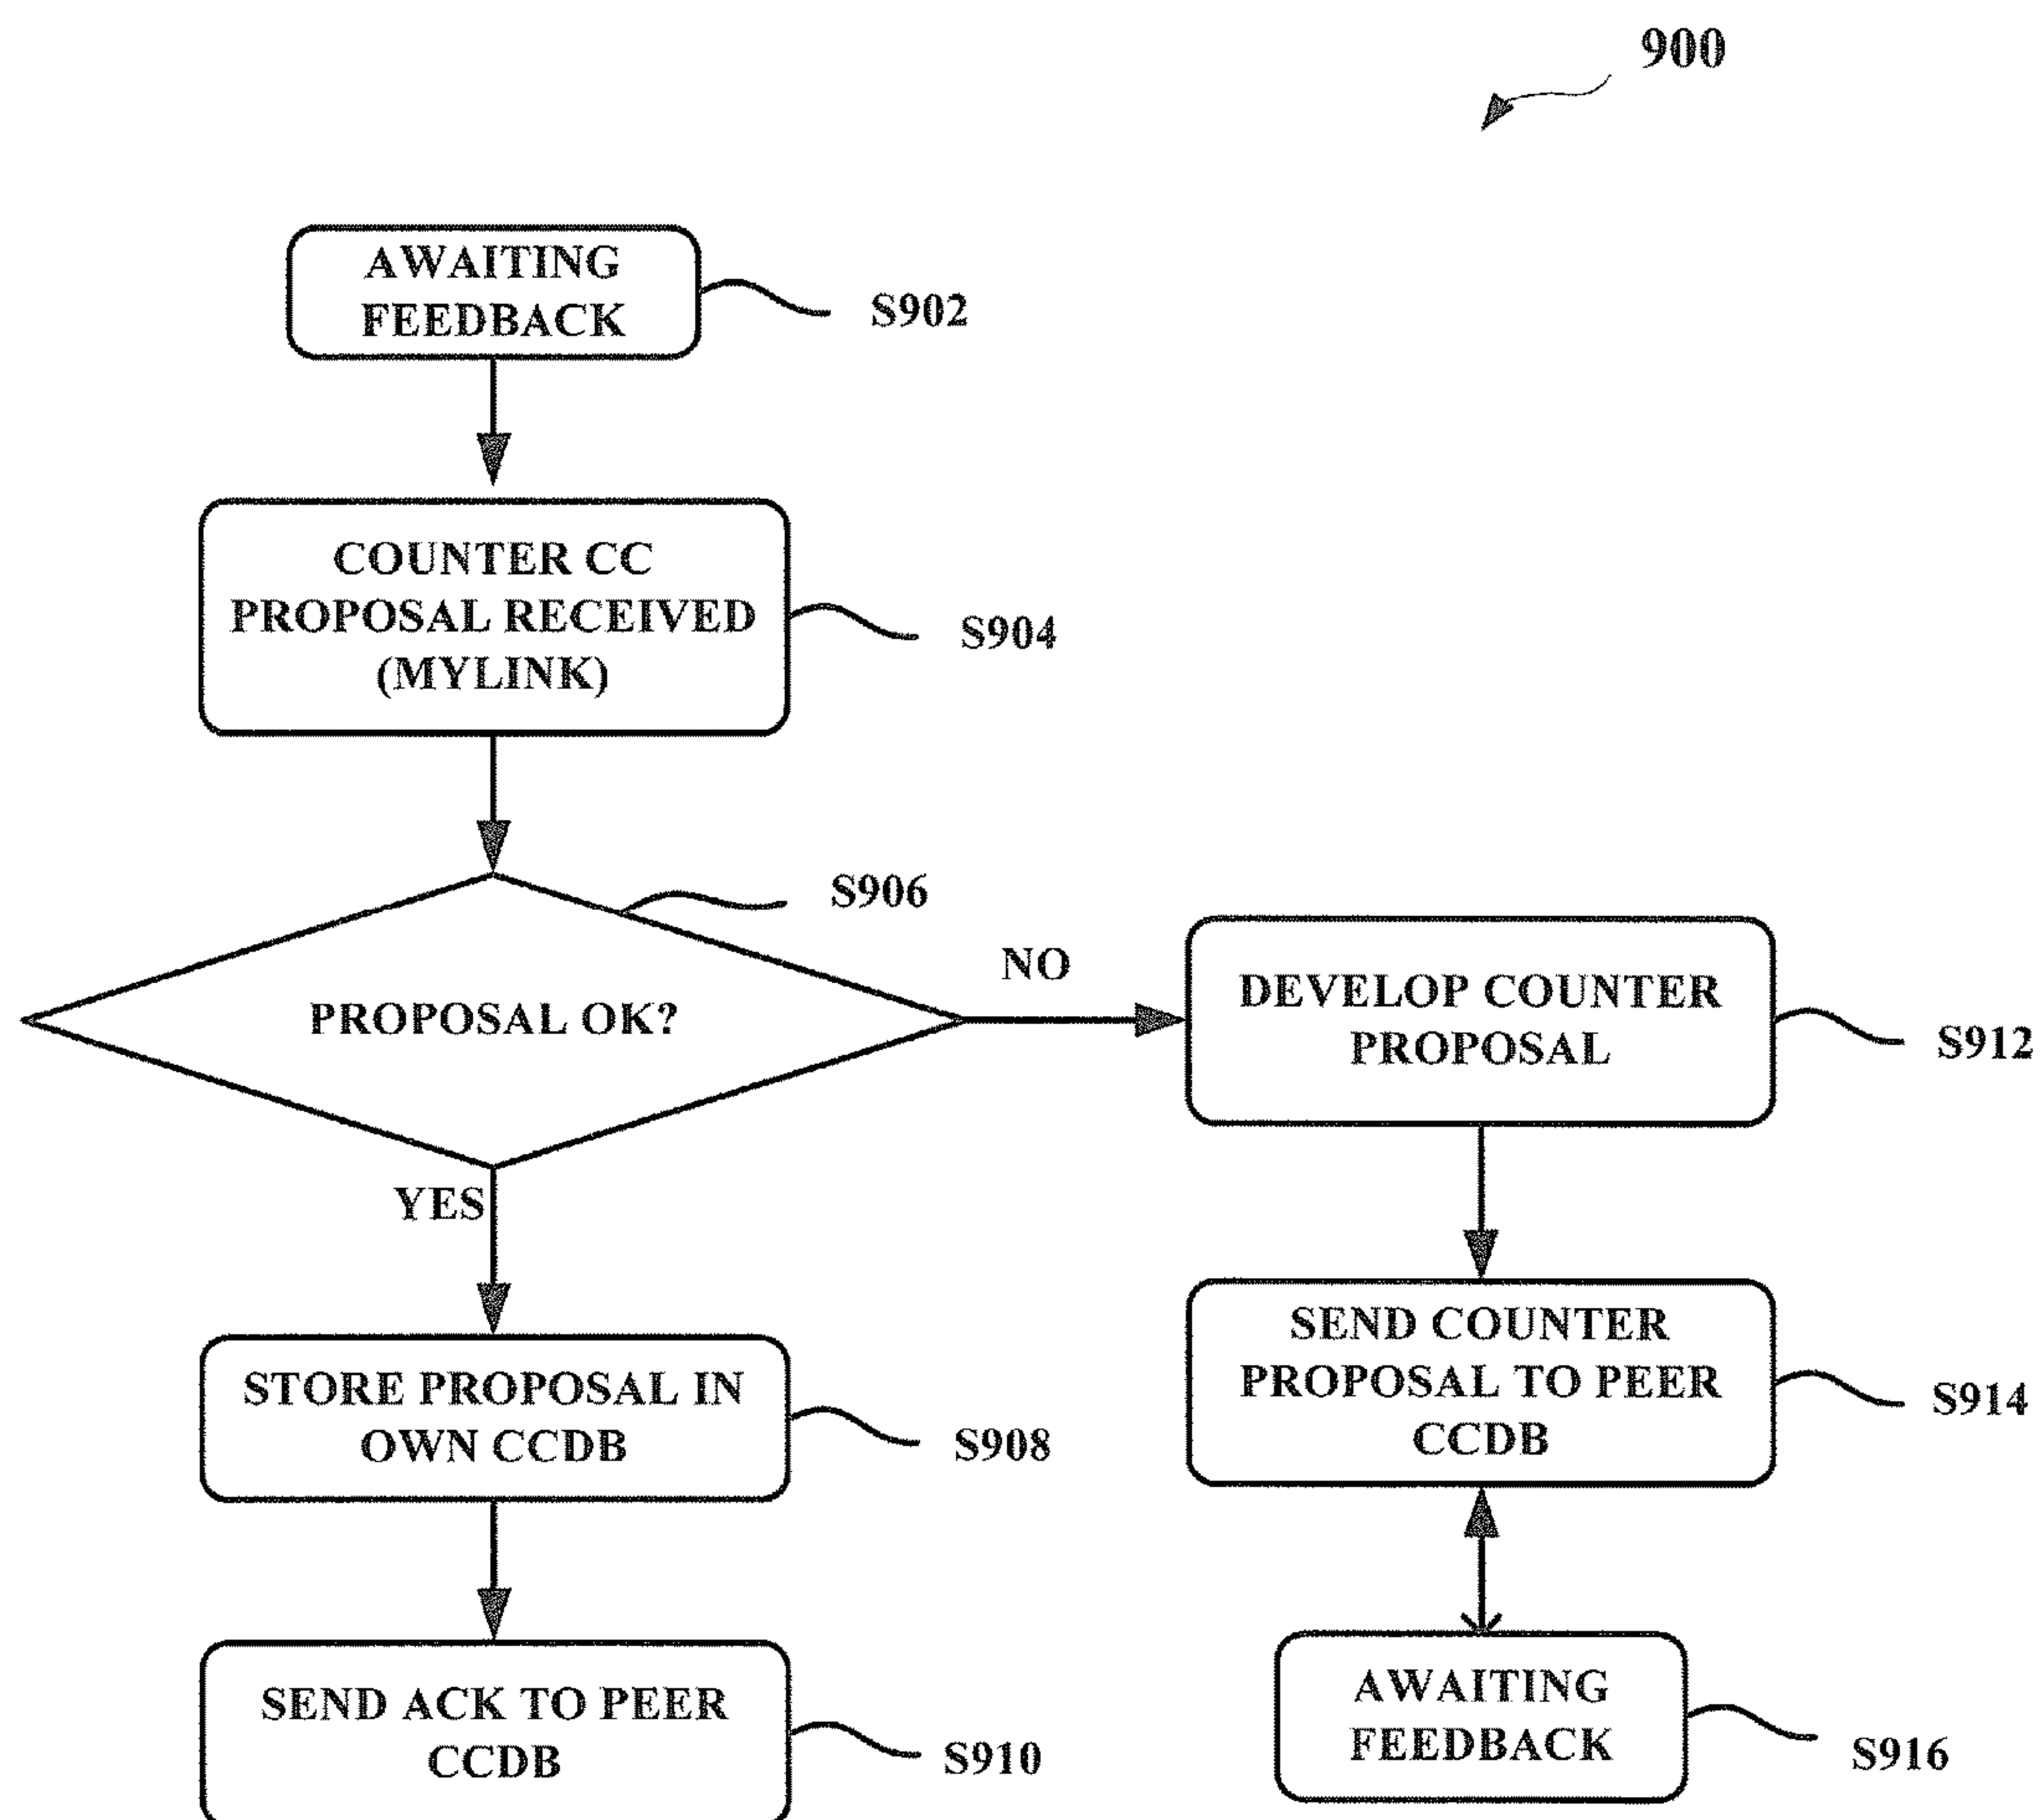 900
AWAITING
FEEDBACK
S902
COUNTER CC
PROPOSAL RECEIVED
(MYLINK)
S904
S906
PROPOSAL OK?
NO
YES
DEVELOP COUNTER
PROPOSAL
S912
STORE PROPOSAL IN
OWN CCDB
S908
SEND COUNTER
PROPOSAL TO PEER
CCDB
S914
SEND ACK TO PEER
CCDB
S910
AWAITING
FEEDBACK
S916